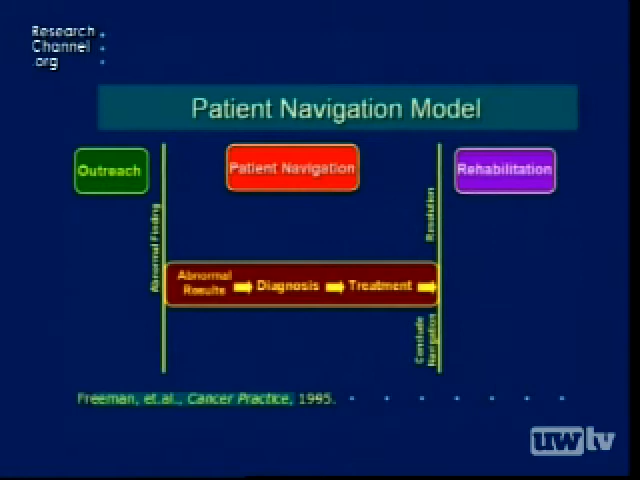 Research
Channel
.org
Patient Navigation Model
Outreach
Patient Navigation
Rehabilitation
Abnormal Finding
Resolution
Abnormal
Results
Diagnosis
Treatment
Conclude
Navigation
Freeman, et.al., Cancer Practice, 1995.
uwtv